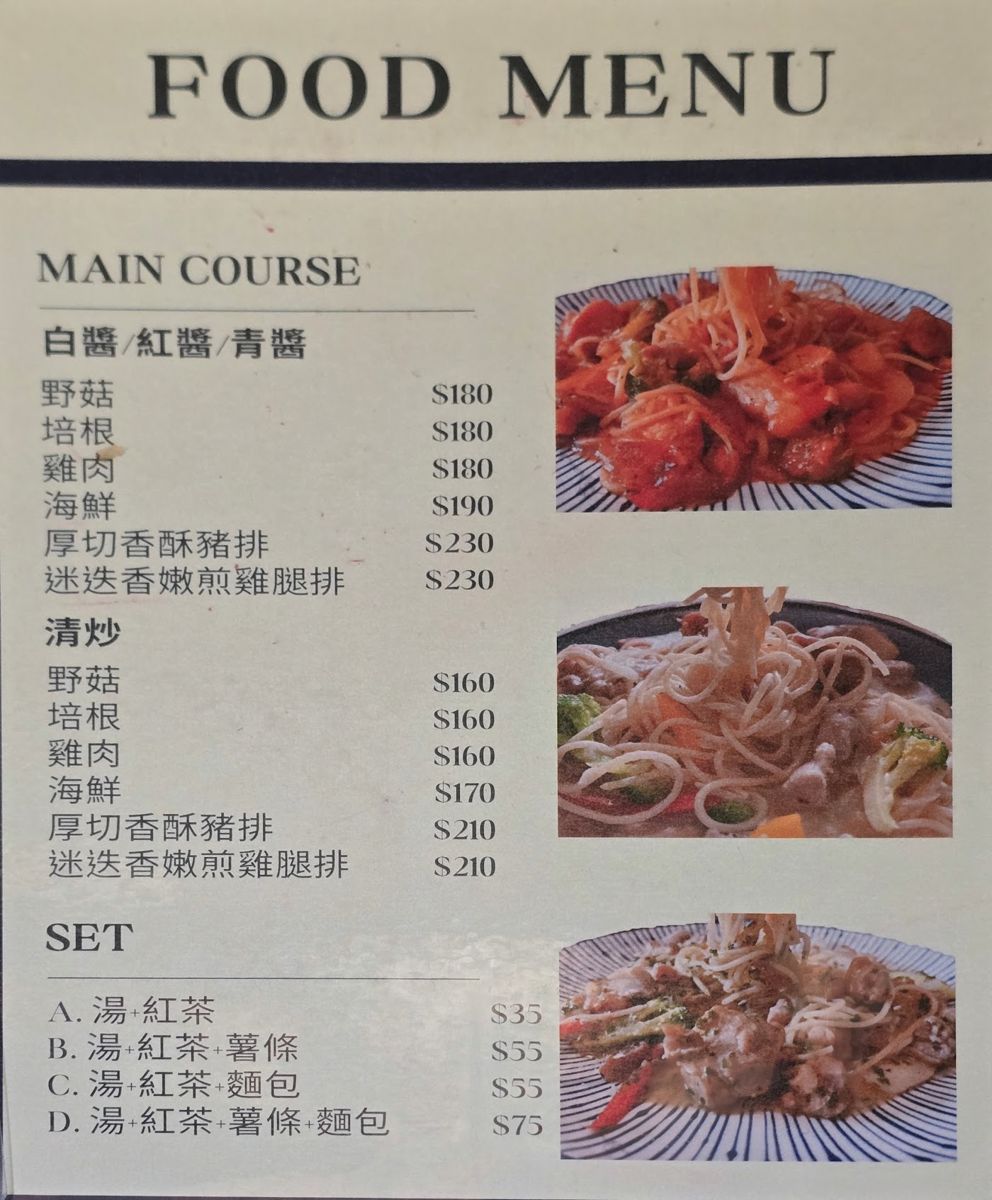 FOOD MENU
MAIN COURSE
白醬/紅醬/青醬
野菇 $180
培根 $180
雞肉 $180
海鮮 $190
厚切香酥豬排 $230
迷迭香嫩煎雞腿排 $230
清炒
野菇 $160
培根 $160
雞肉 $160
海鮮 $170
厚切香酥豬排 $210
迷迭香嫩煎雞腿排 $210
SET
A. 湯+紅茶 $35
B. 湯+紅茶+薯條 $55
C. 湯+紅茶+麵包 $55
D. 湯+紅茶+薯條+麵包 $75